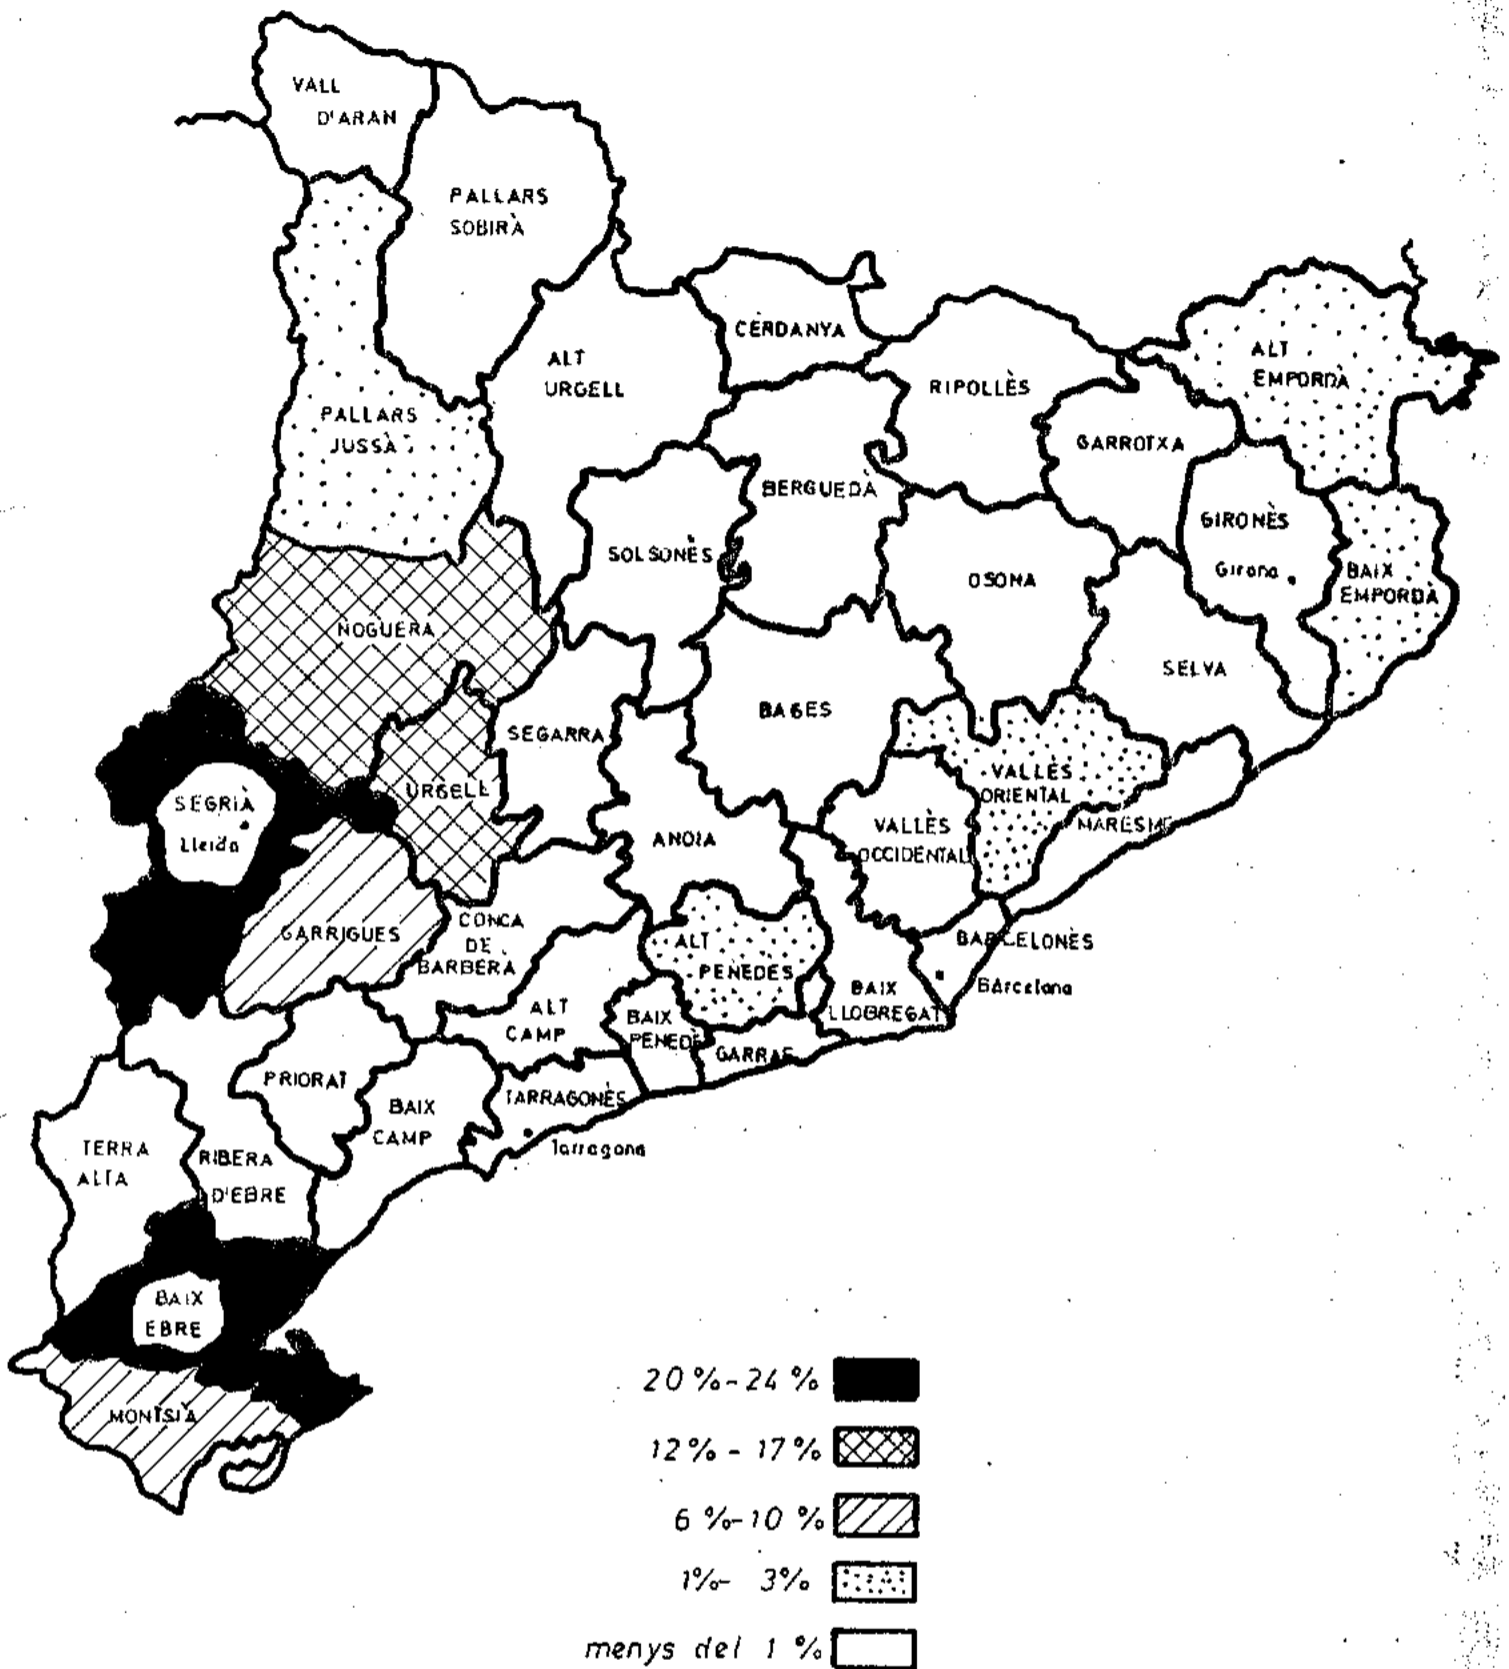 VALL
D'ARAN
PALLARS
SOBIRÀ
CERDANYA
ALT
URGELL
RIPOLLÈS
ALT
EMPORDÀ
PALLARS
JUSSÀ
GARROTXA
BERGUEDÀ
GIRONÈS
Girona
SOLSONÈS
OSONA
BAIX
EMPORDÀ
NOGUERA
SELVA
BAGES
SEGARRA
VALLÈS
ORIENTAL
URGELL
SEGRIÀ
Lleida
MARESME
VALLÈS
OCCIDENTAL
ANOIA
GARRIGUES
CONCA
DE
BARBERÀ
ALT
PENEDÈS
BARCELONÈS
Barcelona
BAIX
LLOBREGAT
ALT
CAMP
BAIX
PENEDÈ
GARRAF
PRIORAT
BAIX
CAMP
TARRAGONÈS
Tarragona
TERRA
ALTA
RIBERA
D'EBRE
BAIX
EBRE
MONTSIÀ
20%-24%
12% - 17%
6%-10%
1%- 3%
menys del 1%